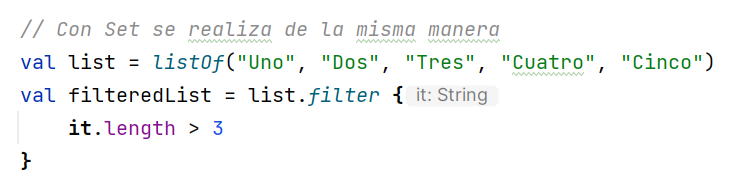 // Con Set se realiza de la misma manera
val list = listOf("Uno", "Dos", "Tres", "Cuatro", "Cinco")
val filteredList = list.filter { it: String
    it.length > 3
}